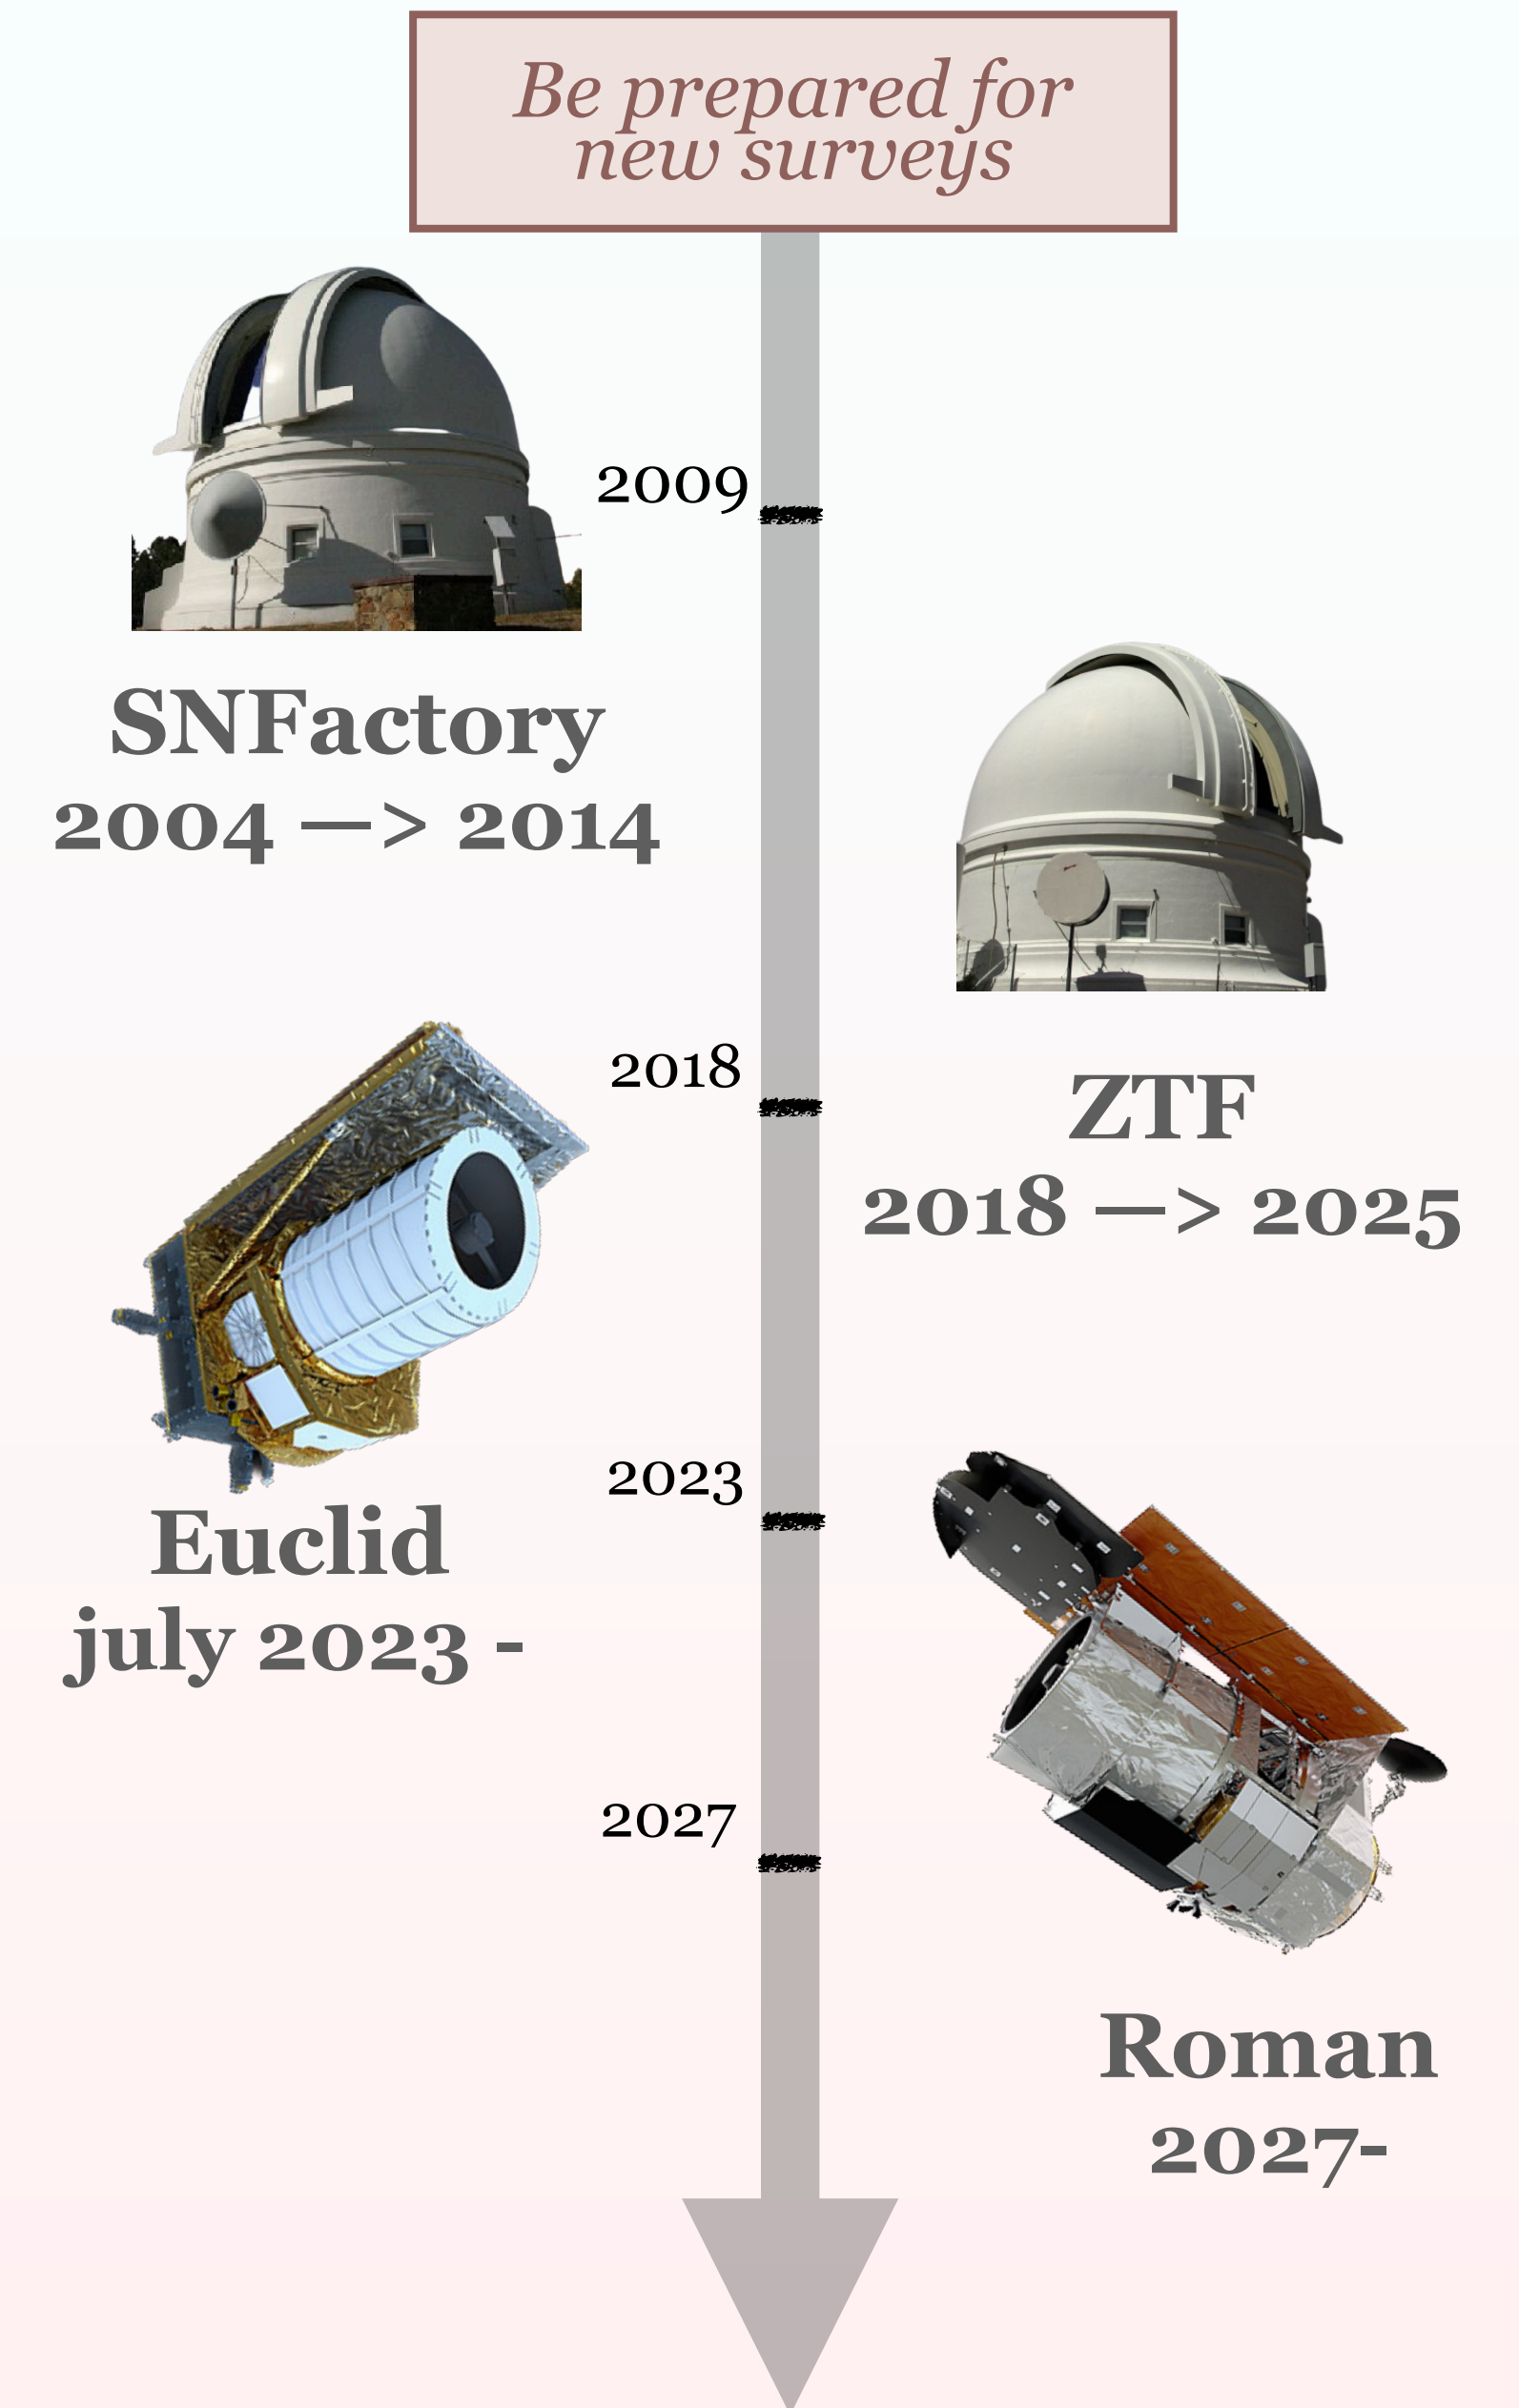 Be prepared for
new surveys
2009
SNFactory
2004 —> 2014
2018
ZTF
2018 —> 2025
2023
Euclid
july 2023 -
2027
Roman
2027-